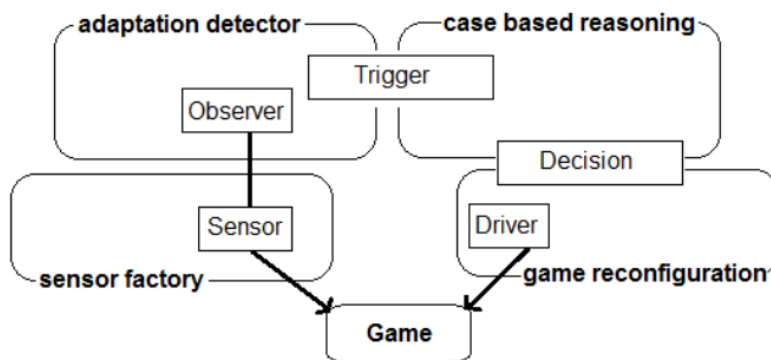 adaptation detector
case based reasoning
Trigger
Observer
Decision
Sensor
Driver
sensor factory
game reconfiguration
Game